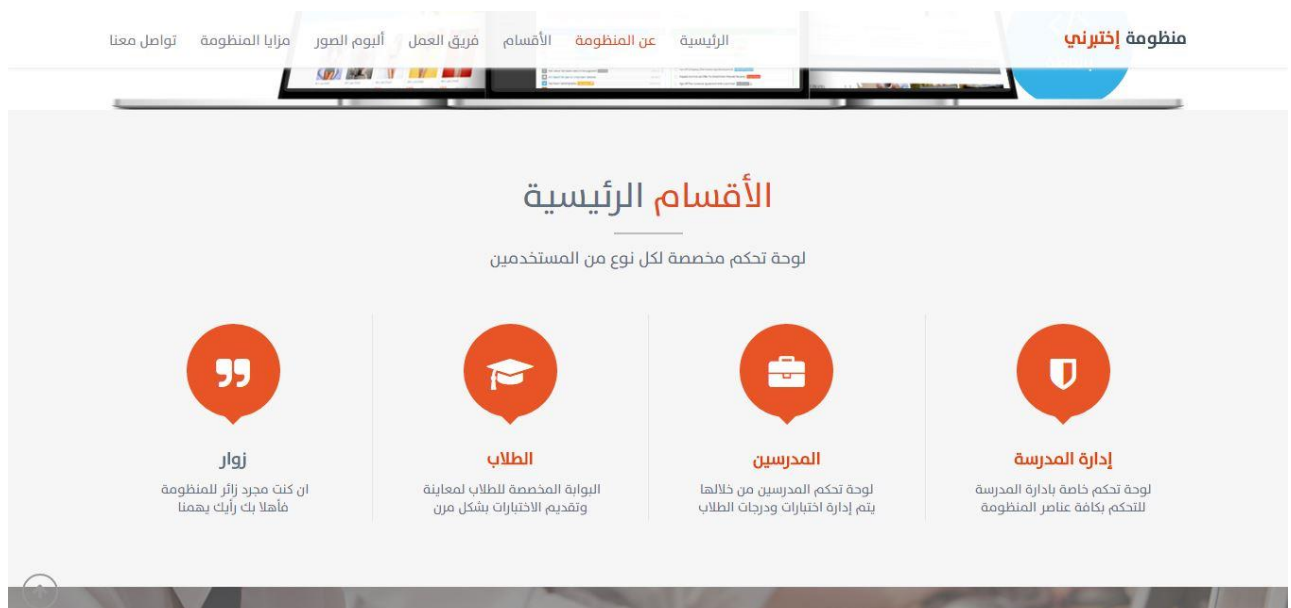 منظومة إختبرني
الرئيسية
عن المنظومة
الأقسام
فريق العمل
ألبوم الصور
مزايا المنظومة
تواصل معنا
الأقسام الرئيسية
لوحة تحكم مخصصة لكل نوع من المستخدمين
إدارة المدرسة
لوحة تحكم خاصة بادارة المدرسة
للتحكم بكافة عناصر المنظومة
المدرسين
لوحة تحكم المدرسين من خلالها
يتم إدارة اختبارات ودرجات الطلاب
الطلاب
البوابة المخصصة للطلاب لمعاينة
وتقديم الاختبارات بشكل مرن
زوار
ان كنت مجرد زائر للمنظومة
فأهلا بك رأيك يهمنا